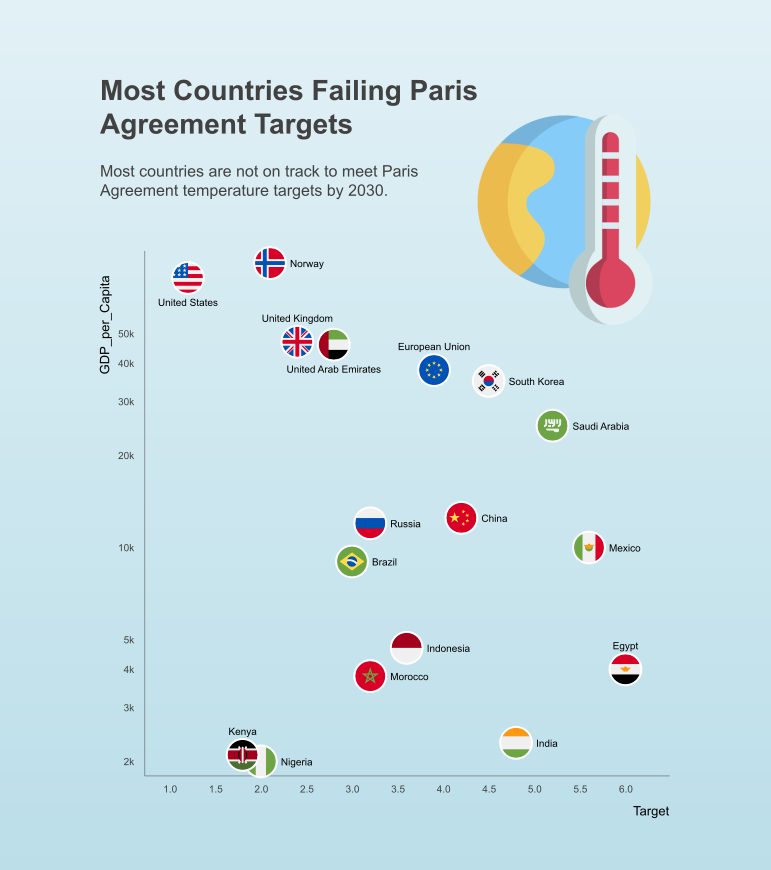 Most Countries Failing Paris
Agreement Targets
Most countries are not on track to meet Paris
Agreement temperature targets by 2030.
GDP_per_Capita
Norway
United States
United Kingdom
50k
United Arab Emirates
European Union
40k
South Korea
30k
Saudi Arabia
20k
China
Russia
10k
Mexico
Brazil
5k
Indonesia
Egypt
4k
Morocco
3k
Kenya
India
2k
Nigeria
1.0 1.5 2.0 2.5 3.0 3.5 4.0 4.5 5.0 5.5 6.0
Target